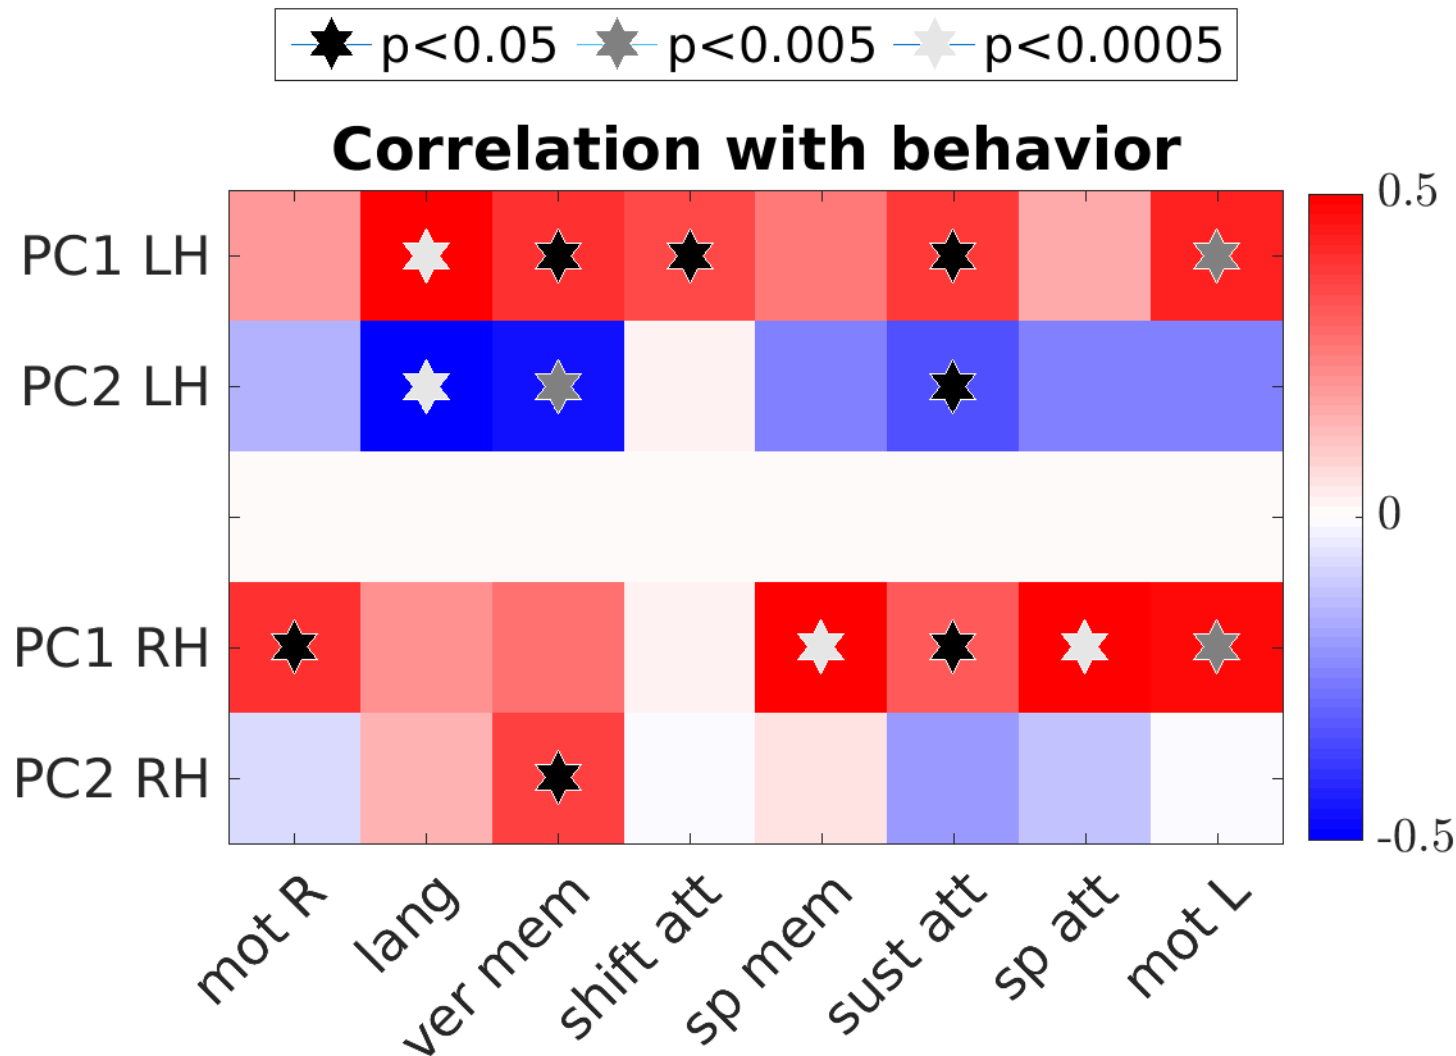 p<0.05 p<0.005 p<0.0005
Correlation with behavior
0.5
PC1 LH
PC2 LH
0
PC1 RH
PC2 RH
-0.5
mot R
lang
ver mem
shift att
sp mem
sust att
sp att
mot L